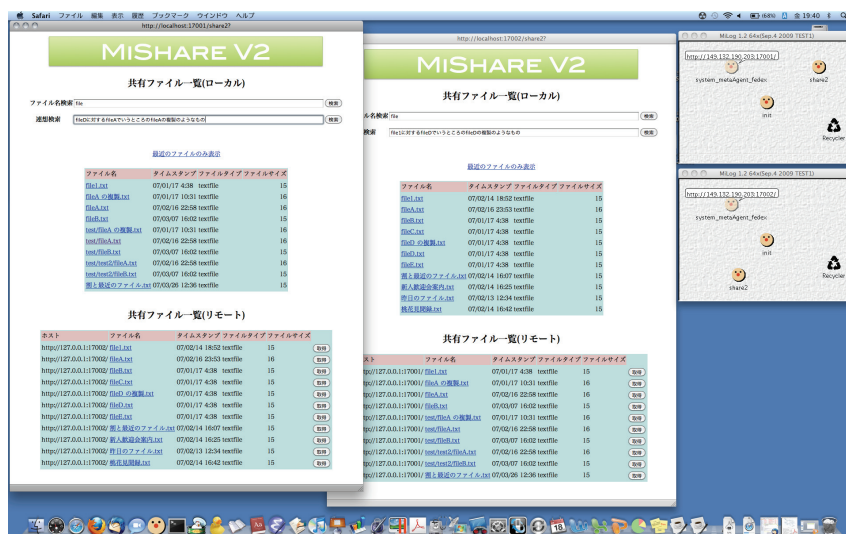 Safari ファイル 編集 表示 履歴 ブックマーク ウインドウ ヘルプ
(68%) 金 19:40
http://localhost:17001/share2?
MISHARE V2
共有ファイル一覧(ローカル)
ファイル名検索 file 検索
連想検索 fileDに対するfileAでいうところのfileAの複製のようなもの 検索
最近のファイルのみ表示
ファイル名 タイムスタンプ ファイルタイプ ファイルサイズ
file1.txt 07/01/17 4:38 textfile 15
fileA の複製.txt 07/01/17 10:31 textfile 16
fileA.txt 07/02/16 22:58 textfile 16
fileB.txt 07/03/07 16:02 textfile 15
test/fileA の複製.txt 07/01/17 10:31 textfile 16
test/fileA.txt 07/02/16 22:58 textfile 16
test/fileB.txt 07/03/07 16:02 textfile 15
test/test2/fileA.txt 07/02/16 22:58 textfile 16
test/test2/fileB.txt 07/03/07 16:02 textfile 15
囲と最近のファイル.txt 07/03/26 12:36 textfile 15
共有ファイル一覧(リモート)
ホスト ファイル名 タイムスタンプ ファイルタイプ ファイルサイズ
http://127.0.0.1:17002/ file1.txt 07/02/14 18:52 textfile 15 取得
http://127.0.0.1:17002/ fileA.txt 07/02/16 23:53 textfile 16 取得
http://127.0.0.1:17002/ fileB.txt 07/01/17 4:38 textfile 15 取得
http://127.0.0.1:17002/ fileC.txt 07/01/17 4:38 textfile 15 取得
http://127.0.0.1:17002/ fileD の複製.txt 07/01/17 4:38 textfile 15 取得
http://127.0.0.1:17002/ fileD.txt 07/01/17 4:38 textfile 15 取得
http://127.0.0.1:17002/ fileE.txt 07/01/17 4:38 textfile 15 取得
http://127.0.0.1:17002/ 囲と最近のファイル.txt 07/02/14 16:07 textfile 15 取得
http://127.0.0.1:17002/ 新人歓迎会案内.txt 07/02/14 16:25 textfile 15 取得
http://127.0.0.1:17002/ 昨日のファイル.txt 07/02/13 12:34 textfile 15 取得
http://127.0.0.1:17002/ 桃花見聞録.txt 07/02/14 16:42 textfile 15 取得
http://localhost:17002/share2?
MISHARE V2
共有ファイル一覧(ローカル)
ル名検索 file 検索
検索 file1に対するfileDでいうところのfileDの複製のようなもの 検索
最近のファイルのみ表示
ファイル名 タイムスタンプ ファイルタイプ ファイルサイズ
file1.txt 07/02/14 18:52 textfile 15
fileA.txt 07/02/16 23:53 textfile 16
fileB.txt 07/01/17 4:38 textfile 15
fileC.txt 07/01/17 4:38 textfile 15
fileD の複製.txt 07/01/17 4:38 textfile 15
fileD.txt 07/01/17 4:38 textfile 15
fileE.txt 07/01/17 4:38 textfile 15
囲と最近のファイル.txt 07/02/14 16:07 textfile 15
新人歓迎会案内.txt 07/02/14 16:25 textfile 15
昨日のファイル.txt 07/02/13 12:34 textfile 15
桃花見聞録.txt 07/02/14 16:42 textfile 15
共有ファイル一覧(リモート)
スト ファイル名 タイムスタンプ ファイルタイプ ファイルサイズ
tp://127.0.0.1:17001/ file1.txt 07/01/17 4:38 textfile 15 取得
tp://127.0.0.1:17001/ fileA の複製.txt 07/01/17 10:31 textfile 16 取得
tp://127.0.0.1:17001/ fileA.txt 07/02/16 22:58 textfile 16 取得
tp://127.0.0.1:17001/ fileB.txt 07/03/07 16:02 textfile 15 取得
tp://127.0.0.1:17001/ test/fileA の複製.txt 07/01/17 10:31 textfile 16 取得
tp://127.0.0.1:17001/ test/fileA.txt 07/02/16 22:58 textfile 16 取得
tp://127.0.0.1:17001/ test/fileB.txt 07/03/07 16:02 textfile 15 取得
tp://127.0.0.1:17001/ test/test2/fileA.txt 07/02/16 22:58 textfile 16 取得
tp://127.0.0.1:17001/ test/test2/fileB.txt 07/03/07 16:02 textfile 15 取得
tp://127.0.0.1:17001/ 囲と最近のファイル.txt 07/03/26 12:36 textfile 15 取得
MiLog 1.2 64x(Sep.4 2009 TEST1)
http://149.132.190.203:17001/
system_metaAgent_fedex
share2
init
Recycler
MiLog 1.2 64x(Sep.4 2009 TEST1)
http://149.132.190.203:17002/
system_metaAgent_fedex
init
share2
Recycler
18